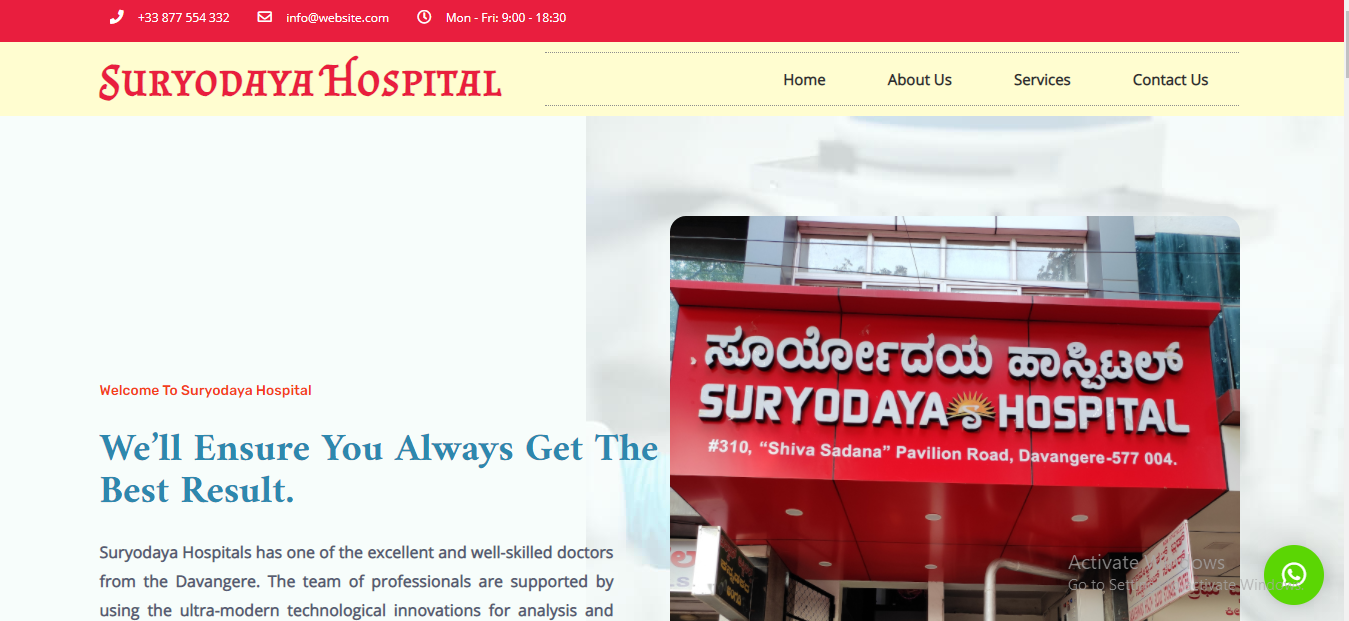 +33 877 554 332 info@website.com Mon - Fri: 9:00 - 18:30
Suryodaya Hospital
Home About Us Services Contact Us
Welcome To Suryodaya Hospital
We’ll Ensure You Always Get The
Best Result.
Suryodaya Hospitals has one of the excellent and well-skilled doctors
from the Davangere. The team of professionals are supported by
using the ultra-modern technological innovations for analysis and
ಸೂರ್ಯೋದಯ ಹಾಸ್ಪಿಟಲ್
SURYODAYA HOSPITAL
#310, “Shiva Sadana” Pavilion Road, Davangere-577 004.
Activate Windows
Go to Settings to activate Windows.